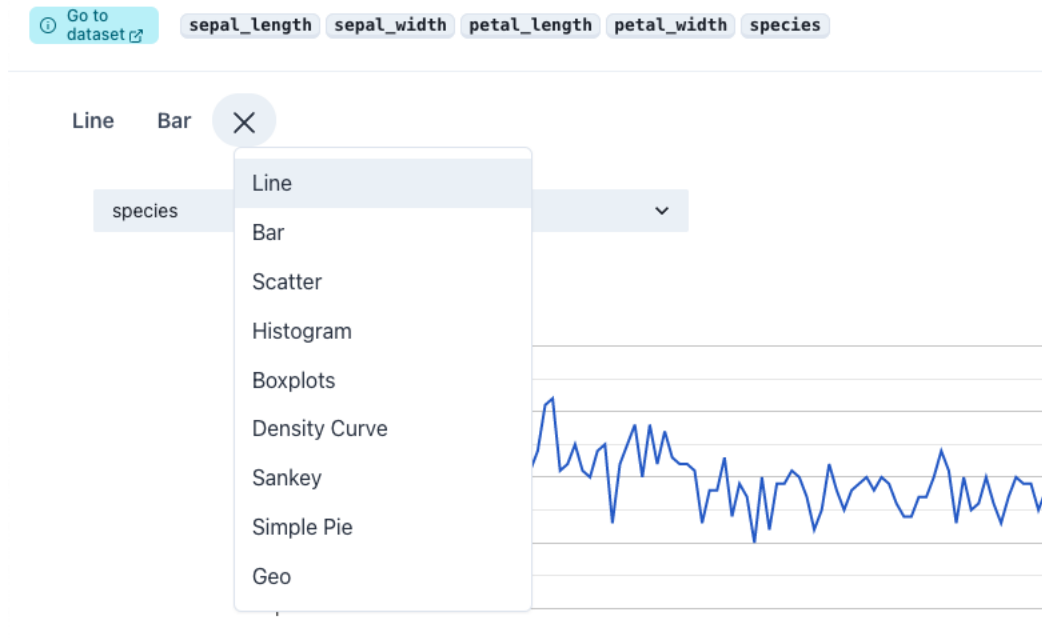 Go to
dataset
sepal_length sepal_width petal_length petal_width species
Line Bar
species
Line
Bar
Scatter
Histogram
Boxplots
Density Curve
Sankey
Simple Pie
Geo